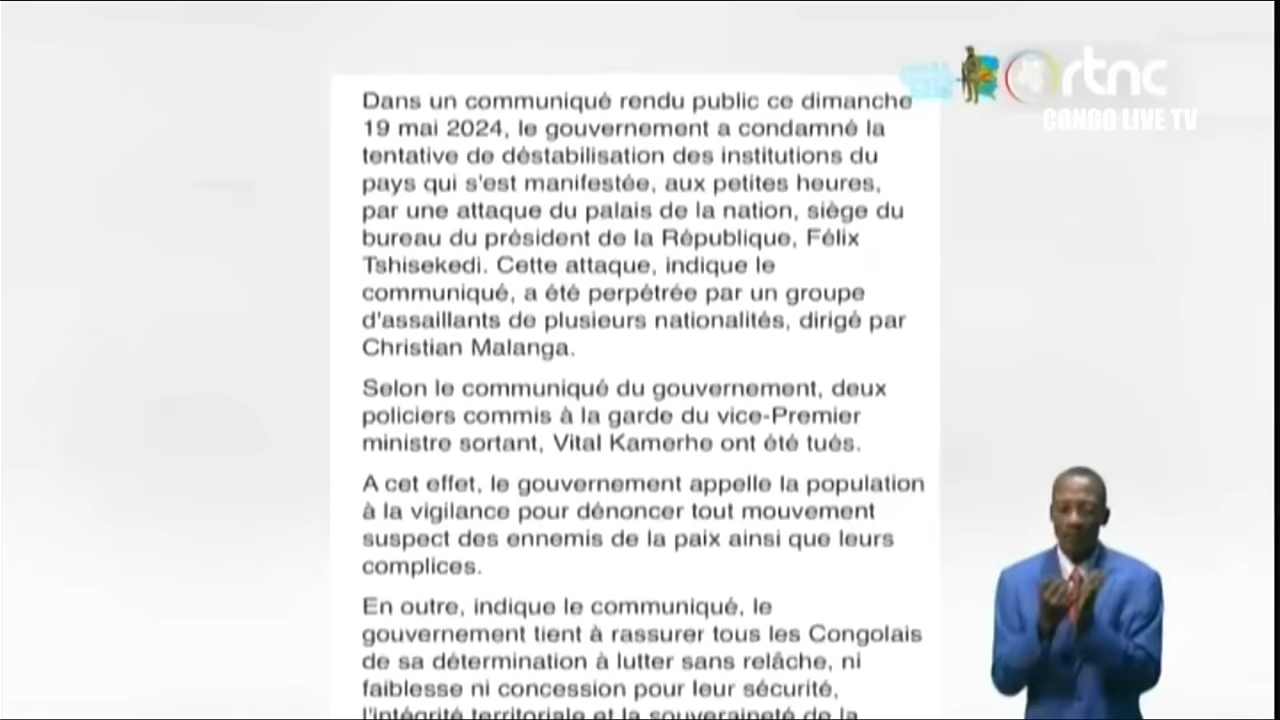 rtnc
CONGO LIVE TV
Dans un communiqué rendu public ce dimanche
19 mai 2024, le gouvernement a condamné la
tentative de déstabilisation des institutions du
pays qui s'est manifestée, aux petites heures,
par une attaque du palais de la nation, siège du
bureau du président de la République, Félix
Tshisekedi. Cette attaque, indique le
communiqué, a été perpétrée par un groupe
d'assaillants de plusieurs nationalités, dirigé par
Christian Malanga.
Selon le communiqué du gouvernement, deux
policiers commis à la garde du vice-Premier
ministre sortant, Vital Kamerhe ont été tués.
A cet effet, le gouvernement appelle la population
à la vigilance pour dénoncer tout mouvement
suspect des ennemis de la paix ainsi que leurs
complices.
En outre, indique le communiqué, le
gouvernement tient à rassurer tous les Congolais
de sa détermination à lutter sans relâche, ni
faiblesse ni concession pour leur sécurité,
l'intégrité territoriale et la souveraineté de la